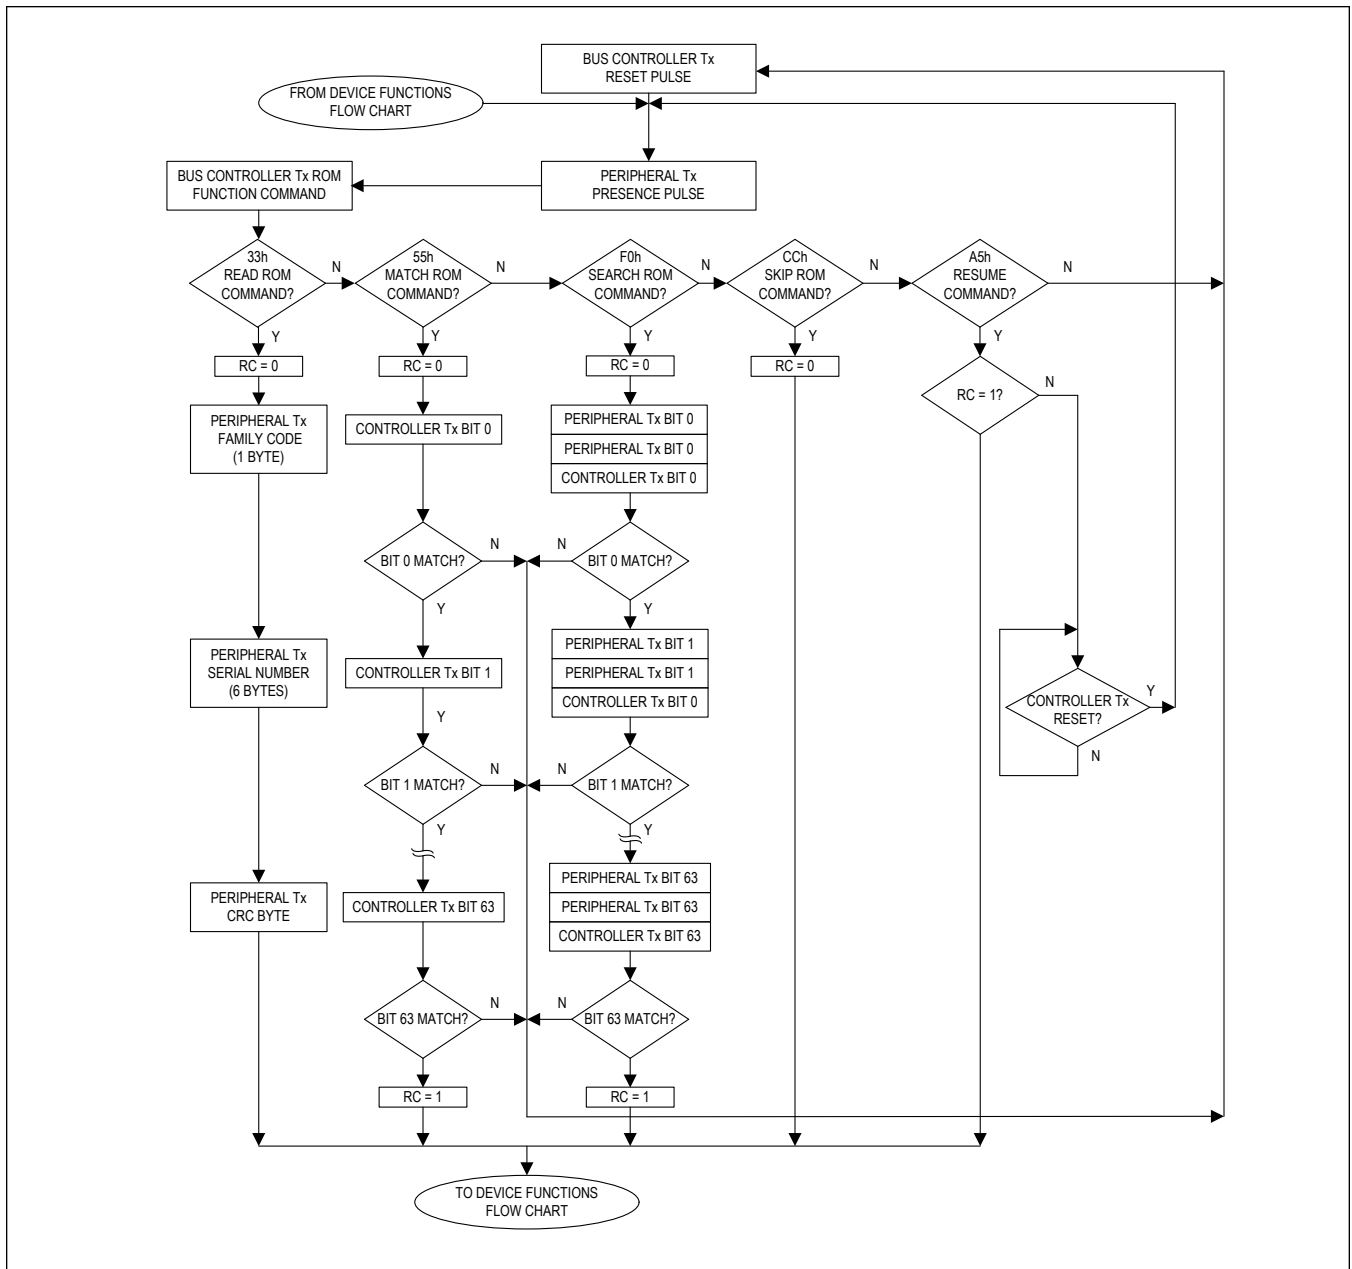 BUS CONTROLLER Tx
RESET PULSE
FROM DEVICE FUNCTIONS
FLOW CHART
BUS CONTROLLER Tx ROM
FUNCTION COMMAND
PERIPHERAL Tx
PRESENCE PULSE
33h
READ ROM
COMMAND?
N
55h
MATCH ROM
COMMAND?
N
F0h
SEARCH ROM
COMMAND?
N
CCh
SKIP ROM
COMMAND?
N
A5h
RESUME
COMMAND?
N
Y
Y
Y
Y
Y
RC = 0
RC = 0
RC = 0
RC = 0
RC = 1?
N
PERIPHERAL Tx
FAMILY CODE
(1 BYTE)
CONTROLLER Tx BIT 0
PERIPHERAL Tx BIT 0
PERIPHERAL Tx BIT 0
CONTROLLER Tx BIT 0
BIT 0 MATCH?
N
N
BIT 0 MATCH?
Y
Y
PERIPHERAL Tx
SERIAL NUMBER
(6 BYTES)
CONTROLLER Tx BIT 1
PERIPHERAL Tx BIT 1
PERIPHERAL Tx BIT 1
CONTROLLER Tx BIT 0
CONTROLLER Tx
RESET?
Y
N
Y
Y
BIT 1 MATCH?
N
N
BIT 1 MATCH?
Y
Y
PERIPHERAL Tx
CRC BYTE
CONTROLLER Tx BIT 63
PERIPHERAL Tx BIT 63
PERIPHERAL Tx BIT 63
CONTROLLER Tx BIT 63
BIT 63 MATCH?
N
N
BIT 63 MATCH?
Y
Y
RC = 1
RC = 1
TO DEVICE FUNCTIONS
FLOW CHART